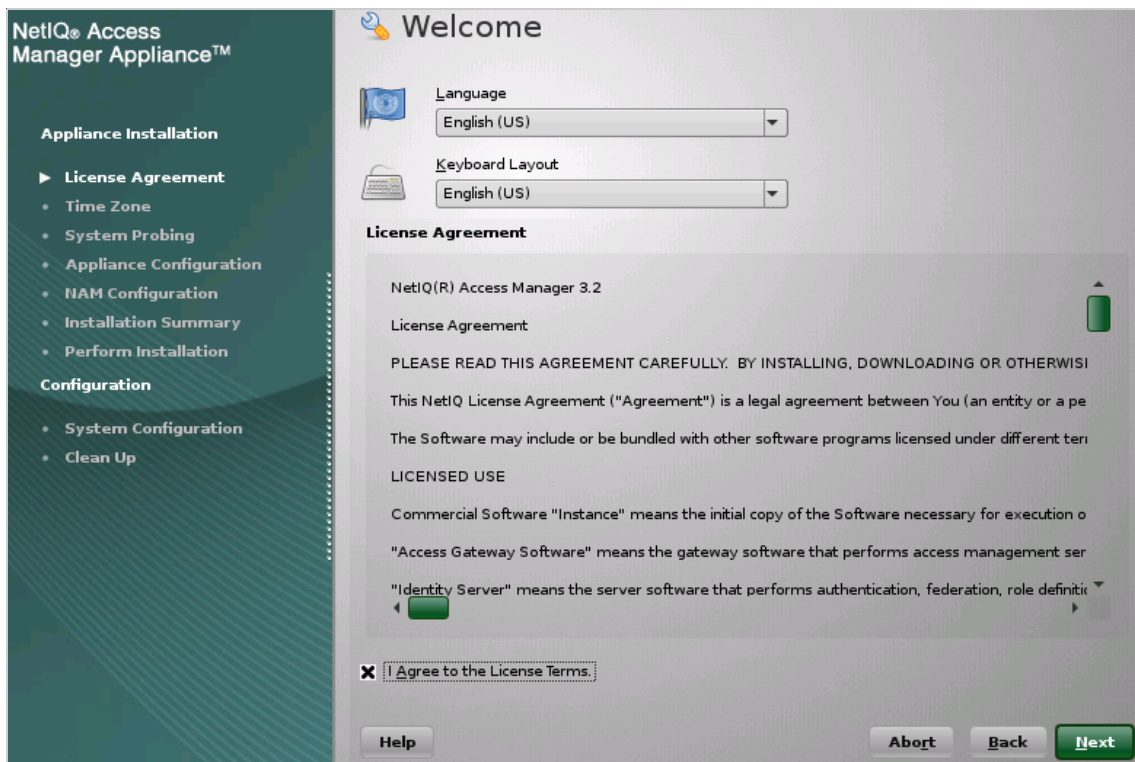 NetIQ® Access
Manager Appliance™
Appliance Installation
License Agreement
Time Zone
System Probing
Appliance Configuration
NAM Configuration
Installation Summary
Perform Installation
Configuration
System Configuration
Clean Up
Welcome
Language
English (US)
Keyboard Layout
English (US)
License Agreement
NetIQ(R) Access Manager 3.2
License Agreement
PLEASE READ THIS AGREEMENT CAREFULLY. BY INSTALLING, DOWNLOADING OR OTHERWISI
This NetIQ License Agreement ("Agreement") is a legal agreement between You (an entity or a pe
The Software may include or be bundled with other software programs licensed under different
LICENSED USE
Commercial Software "Instance" means the initial copy of the Software necessary for execution o
"Access Gateway Software" means the gateway software that performs access management ser
"Identity Server" means the server software that performs authentication, federation, role
I Agree to the License Terms.
Help
Abort
Back
Next